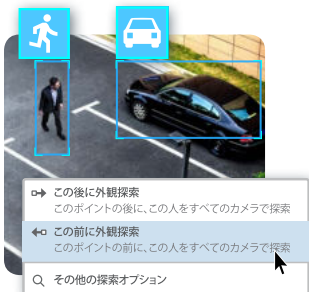 この後に外観探索
このポイントの後に、この人をすべてのカメラで探索
この前に外観探索
このポイントの前に、この人をすべてのカメラで探索
その他の探索オプション